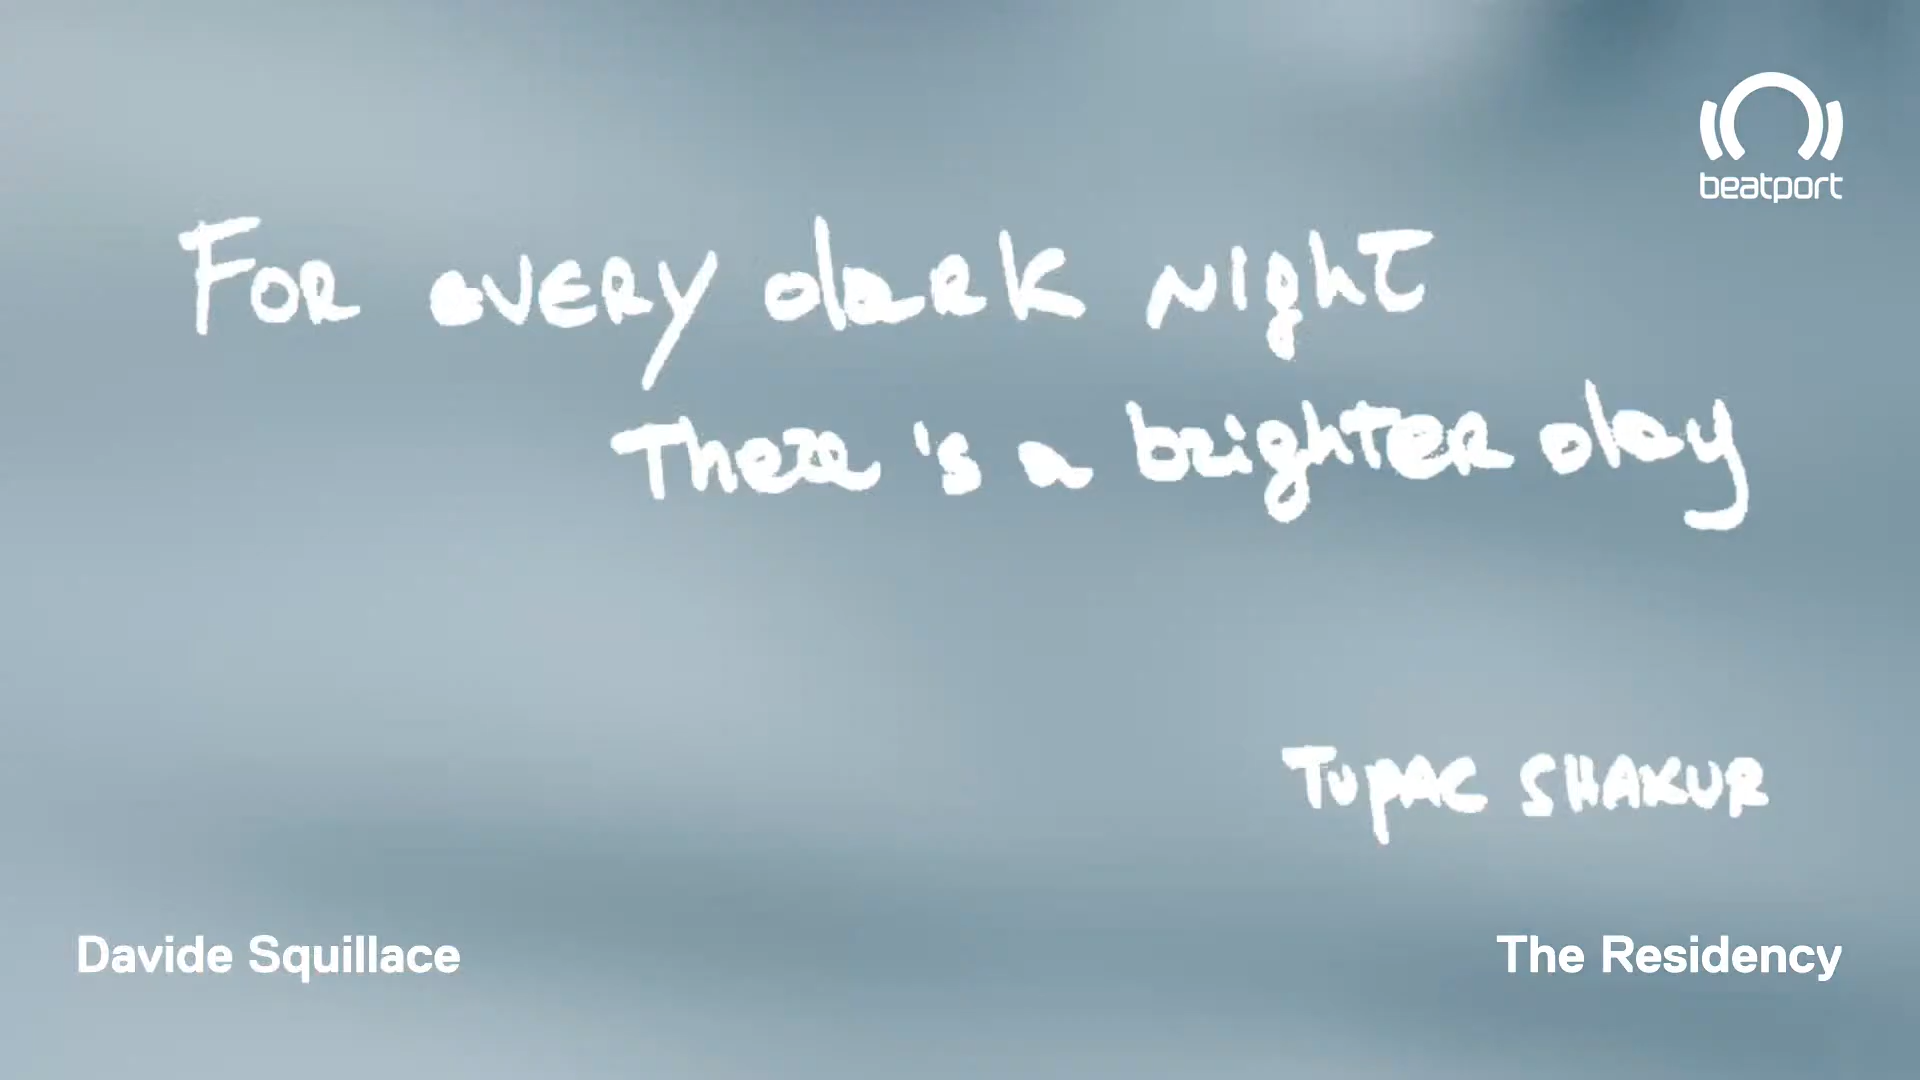 beatport
FOR eVERY dark NighT
There 's a brighTER day
TupAC SHAKUR
Davide Squillace
The Residency